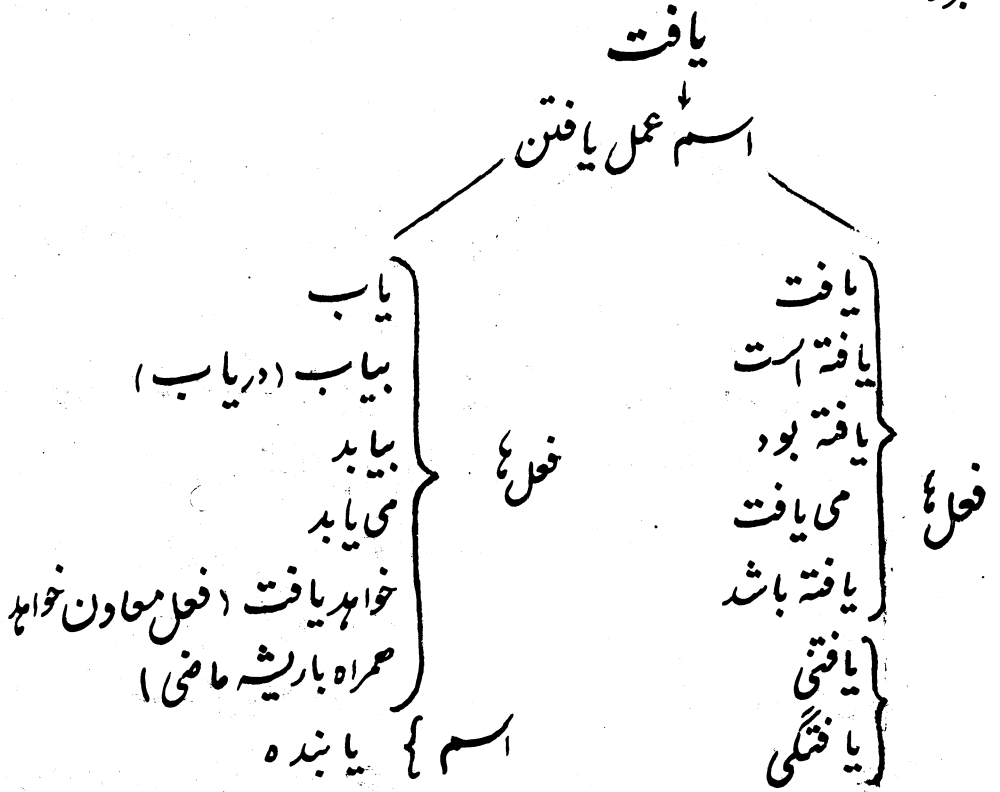 یافت
↓
اسم عمل یافتن
یافت
یافته است
یافته بود
می یافت
یافته باشد
فعل ها
یافتنی
یافتگی
یاب
بیاب (دریاب)
بیابد
می یابد
خواهد یافت (فعل معاون خواهد
همراه با ریشه ماضی)
فعل ها
اسم } یابنده